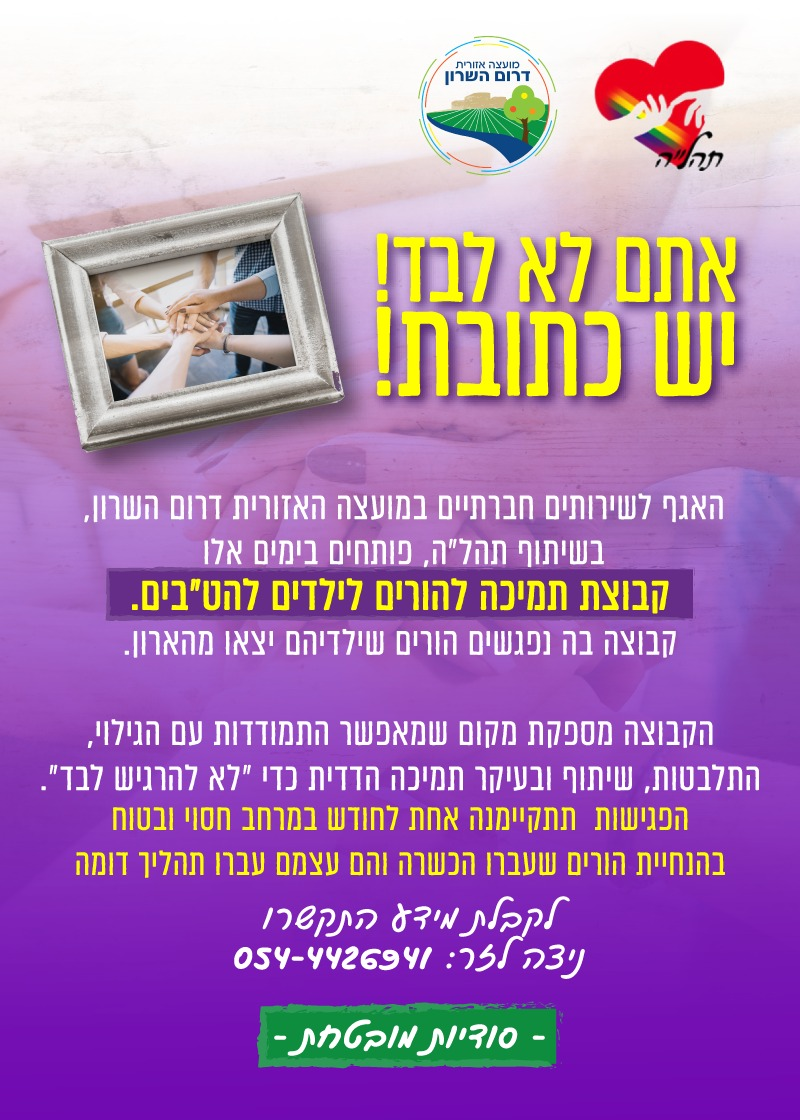 מועצה אזורית
דרום השרון
תהל״ה
אתם לא לבד!
יש כתובת!
האגף לשירותים חברתיים במועצה האזורית דרום השרון,
בשיתוף תהל"ה, פותחים בימים אלו
קבוצת תמיכה להורים לילדים להט"בים.
קבוצה בה נפגשים הורים שילדיהם יצאו מהארון.
הקבוצה מספקת מקום שמאפשר התמודדות עם הגילוי,
התלבטות, שיתוף ובעיקר תמיכה הדדית כדי "לא להרגיש לבד".
הפגישות תתקיימנה אחת לחודש במרחב חסוי ובטוח
בהנחיית הורים שעברו הכשרה והם עצמם עברו תהליך דומה
לקבלת מידע התקשרו
ניצה לזר: 054-4426941
- סודיות מובטחת -